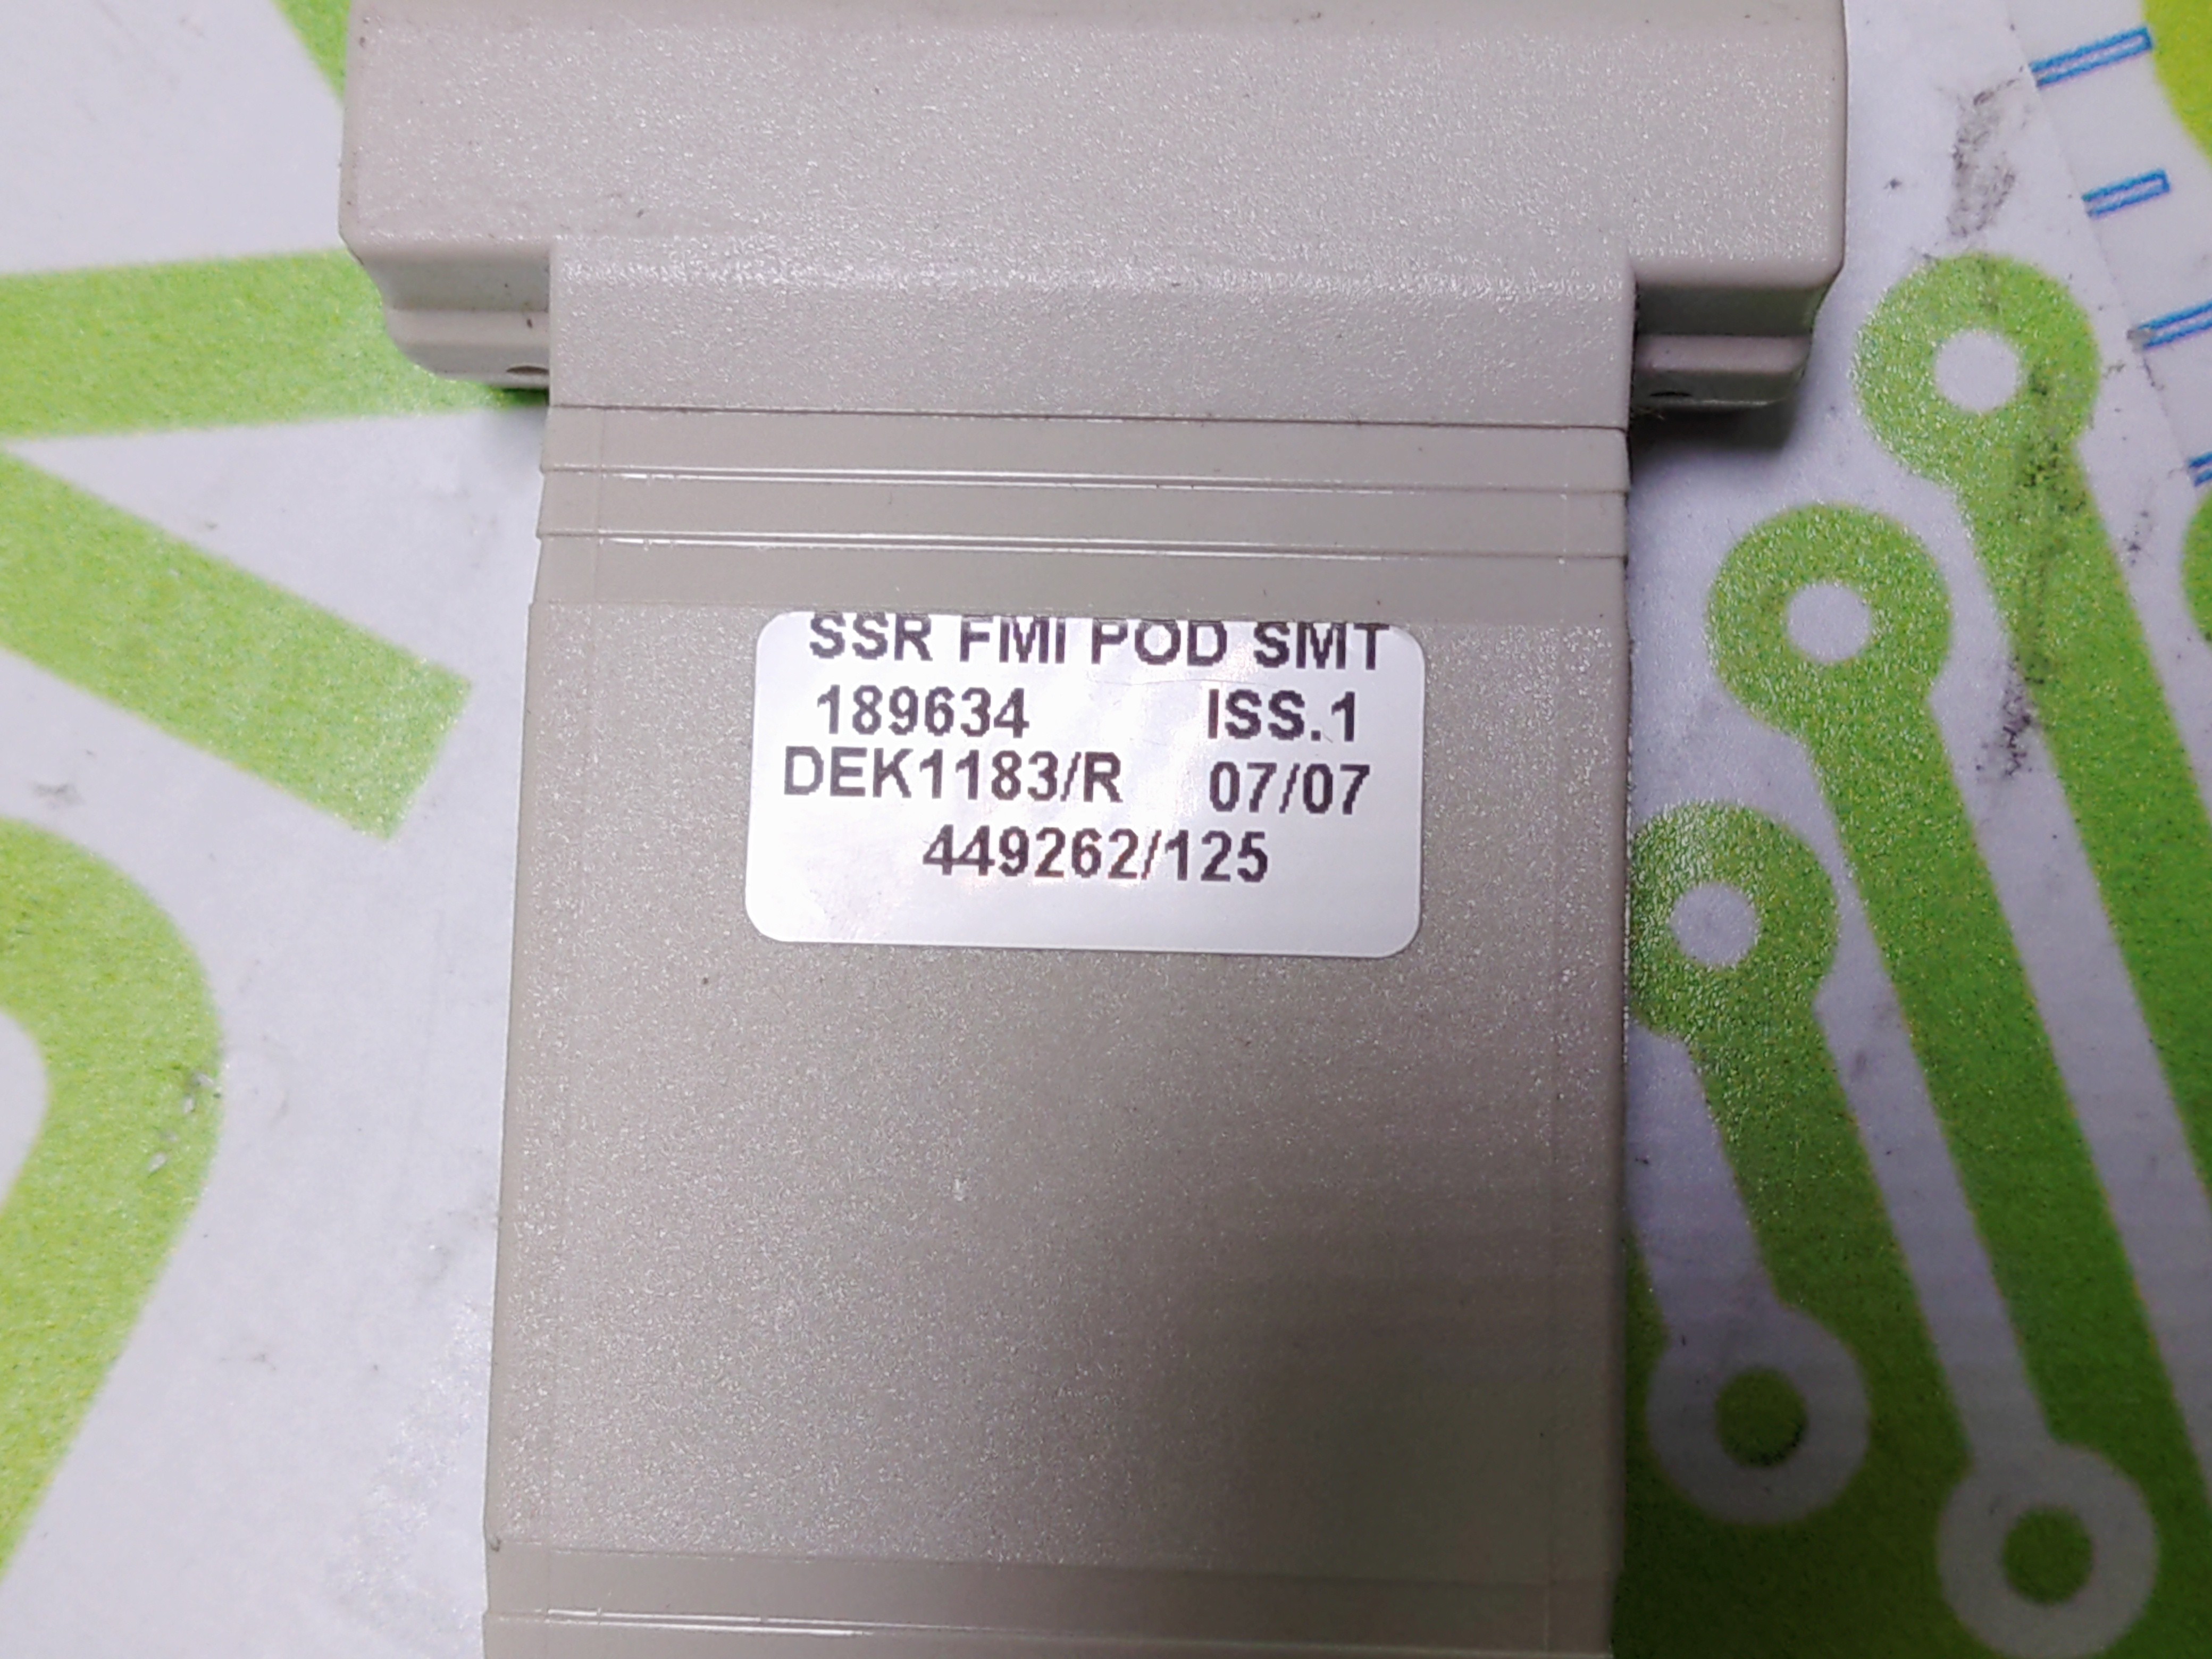 SSR FMI POD SMT
189634 ISS.1
DEK1183/R 07/07
449262/125